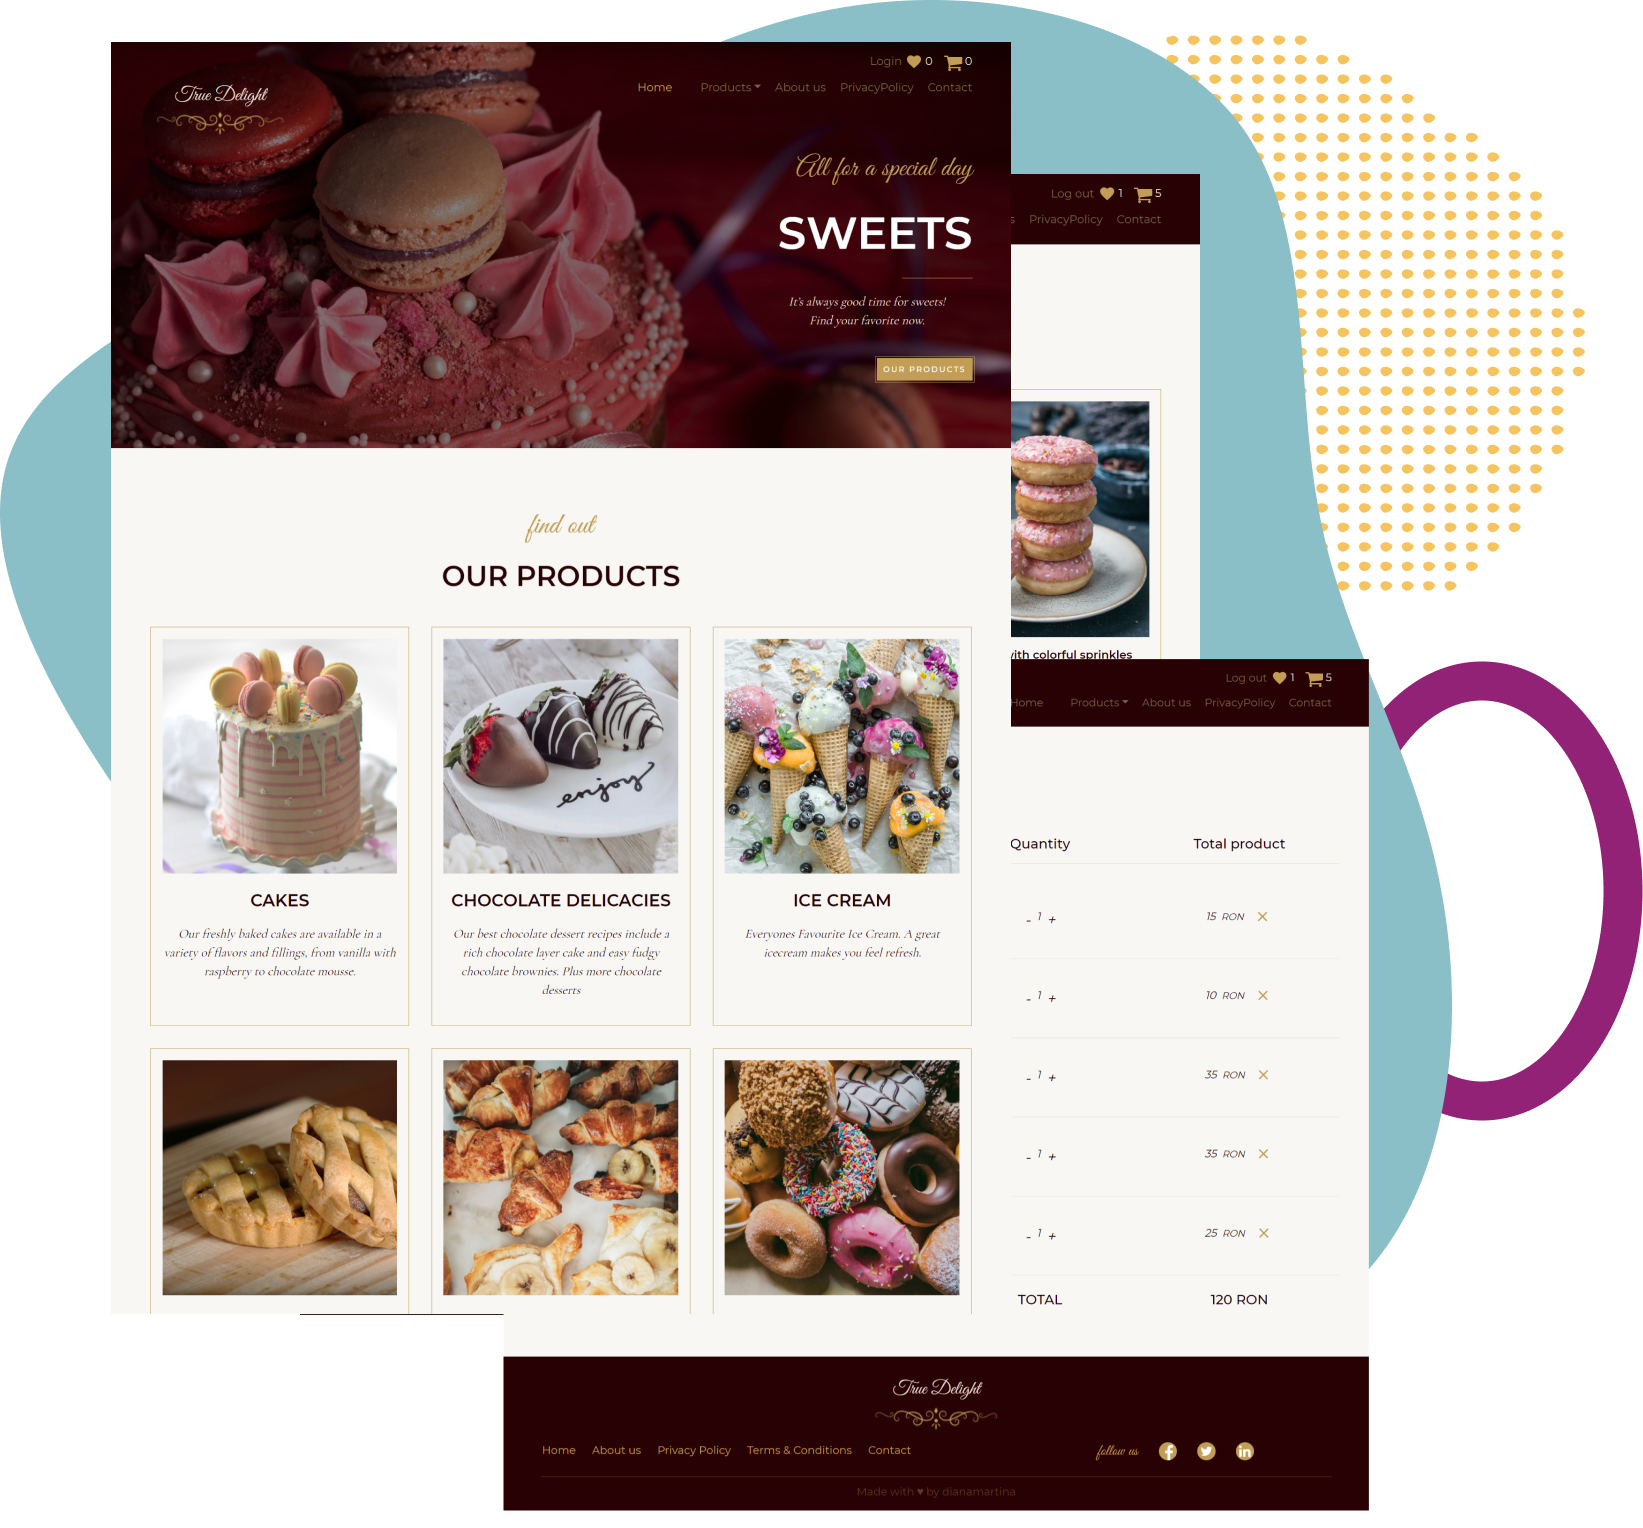 True Delight
Login 0 0
Home Products About us PrivacyPolicy Contact
All for a special day
SWEETS
It's always good time for sweets!
Find your favorite now.
OUR PRODUCTS
find out
OUR PRODUCTS
CAKES
Our freshly baked cakes are available in a
variety of flavors and fillings, from vanilla with
raspberry to chocolate mousse.
enjoy
CHOCOLATE DELICACIES
Our best chocolate dessert recipes include a
rich chocolate layer cake and easy fudgy
chocolate brownies. Plus more chocolate
desserts
ICE CREAM
Everyones Favourite Ice Cream. A great
icecream makes you feel refresh.
Log out 1 5
s PrivacyPolicy Contact
with colorful sprinkles
Log out 1 5
Home Products About us PrivacyPolicy Contact
Quantity Total product
- 1 + 15 RON ×
- 1 + 10 RON ×
- 1 + 35 RON ×
- 1 + 35 RON ×
- 1 + 25 RON ×
TOTAL 120 RON
True Delight
Home About us Privacy Policy Terms & Conditions Contact
follow us f in
Made with ♥ by dianamartina